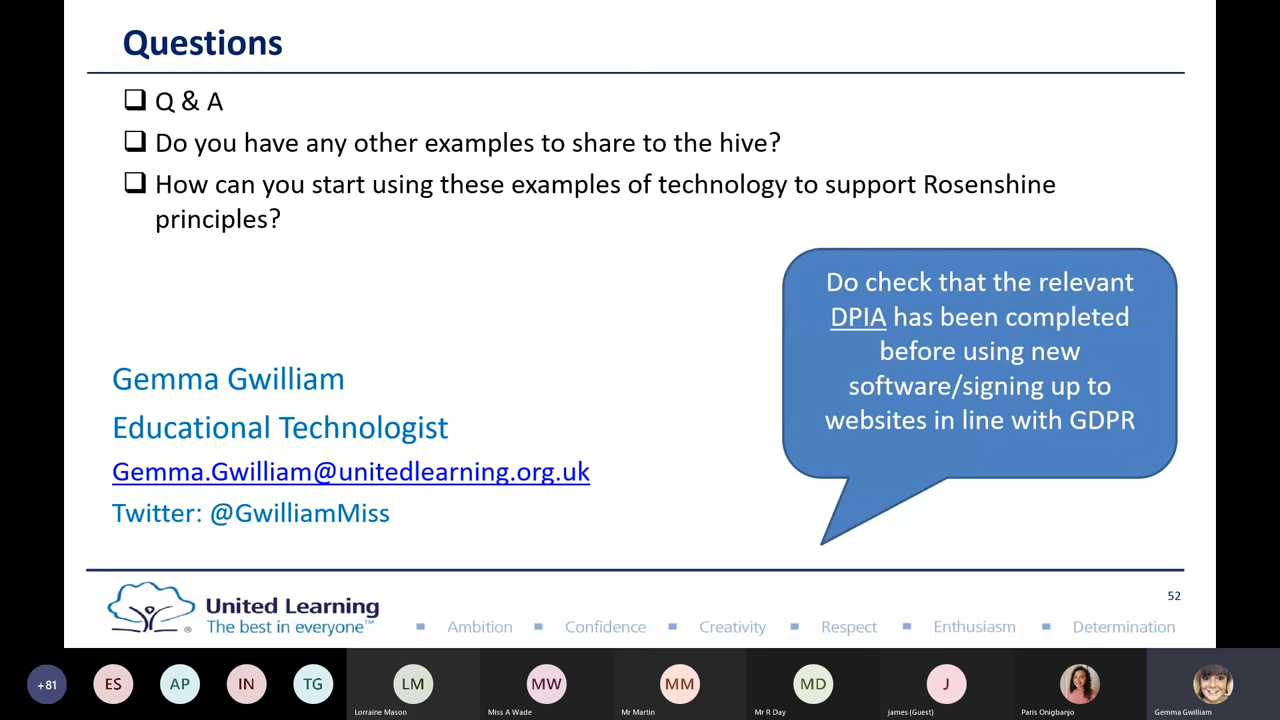 Questions
Q & A
Do you have any other examples to share to the hive?
How can you start using these examples of technology to support Rosenshine
principles?
Do check that the relevant
DPIA has been completed
before using new
software/signing up to
websites in line with GDPR
Gemma Gwilliam
Educational Technologist
Gemma.Gwilliam@unitedlearning.org.uk
Twitter: @GwilliamMiss
52
United Learning
The best in everyone™
Ambition Confidence Creativity Respect Enthusiasm Determination
+81 ES AP IN TG LM MW MM MD J
Lorraine Mason Miss A Wade Mr Martin Mr R Day james (Guest) Paris Onigbanjo Gemma Gwilliam